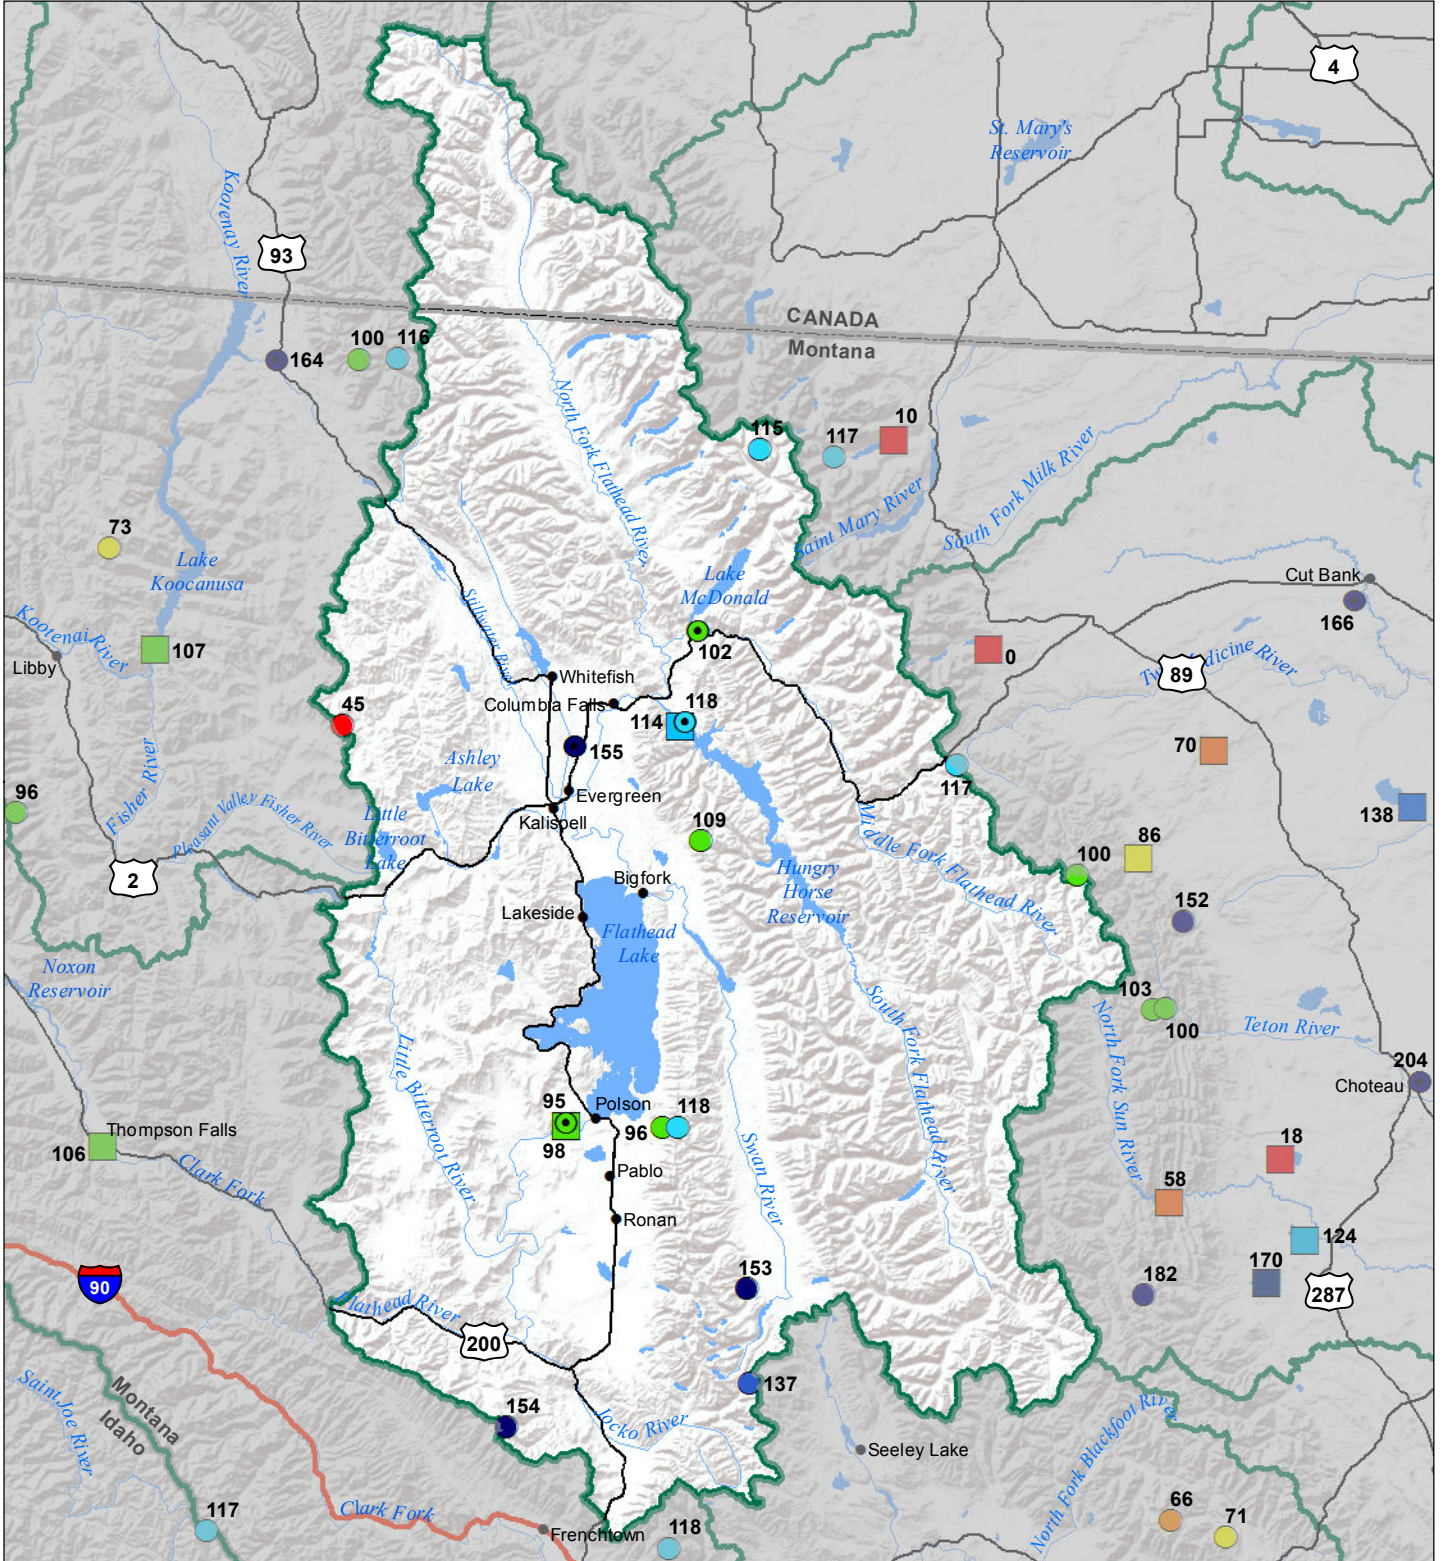 4
St. Mary's
Reservoir
Kootenay River
93
CANADA
Montana
164
100
116
North Fork Flathead River
115
117
10
Saint Mary River
South Fork Milk River
73
Lake
Koocanusa
Lake
McDonald
Cut Bank
166
Kootenai River
Libby
107
Stillwater River
102
0
Two Medicine River
89
Whitefish
Columbia Falls
45
118
114
155
70
Ashley
Lake
117
96
Fisher River
Evergreen
138
Little
Bitterroot
Lake
Kalispell
Pleasant Valley Fisher River
109
Middle Fork Flathead River
86
2
100
Hungry
Horse
Reservoir
Bigfork
152
Lakeside
Flathead
Lake
Noxon
Reservoir
103
100
North Fork Sun River
Teton River
South Fork Flathead River
Little Bitterroot River
204
Choteau
95
98
Polson
96
118
Thompson Falls
106
Clark Fork
Swan River
18
Pablo
58
Ronan
124
170
90
153
182
287
Flathead River
200
137
Montana
Idaho
Saint Joe River
154
Jocko River
Seeley Lake
North Fork Blackfoot River
66
71
117
Clark Fork
Frenchtown
118